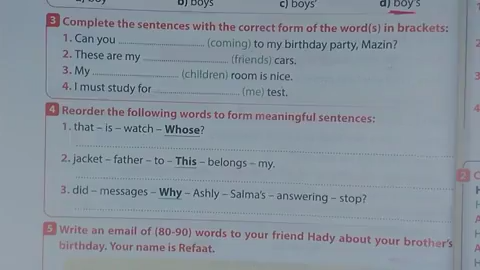 b) boys c) boys' d) boy's
3 Complete the sentences with the correct form of the word(s) in brackets:
1. Can you .................... (coming) to my birthday party, Mazin?
2. These are my .................... (friends) cars.
3. My .................... (children) room is nice.
4. I must study for .................... (me) test.
4 Reorder the following words to form meaningful sentences:
1. that – is – watch – Whose?
2. jacket – father – to – This – belongs – my.
3. did – messages – Why – Ashly – Salma's – answering – stop?
5 Write an email of (80-90) words to your friend Hady about your brother's
birthday. Your name is Refaat.